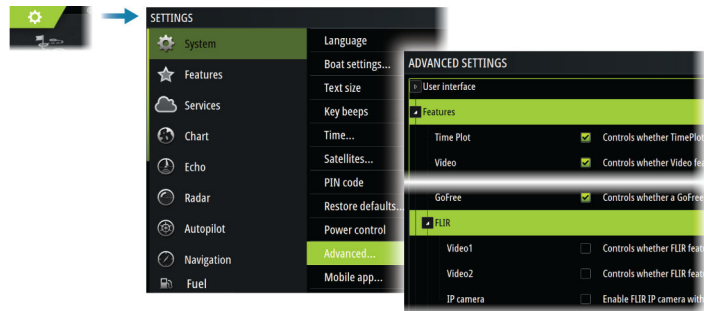 SETTINGS
System
Features
Services
Chart
Echo
Radar
Autopilot
Navigation
Fuel
Language
Boat settings...
Text size
Key beeps
Time...
Satellites...
PIN code
Restore defaults...
Power control
Advanced...
Mobile app...
ADVANCED SETTINGS
User interface
Features
Time Plot Controls whether TimePlot
Video Controls whether Video fea
GoFree Controls whether a GoFree
FLIR
Video1 Controls whether FLIR feat
Video2 Controls whether FLIR feat
IP camera Enable FLIR IP camera with